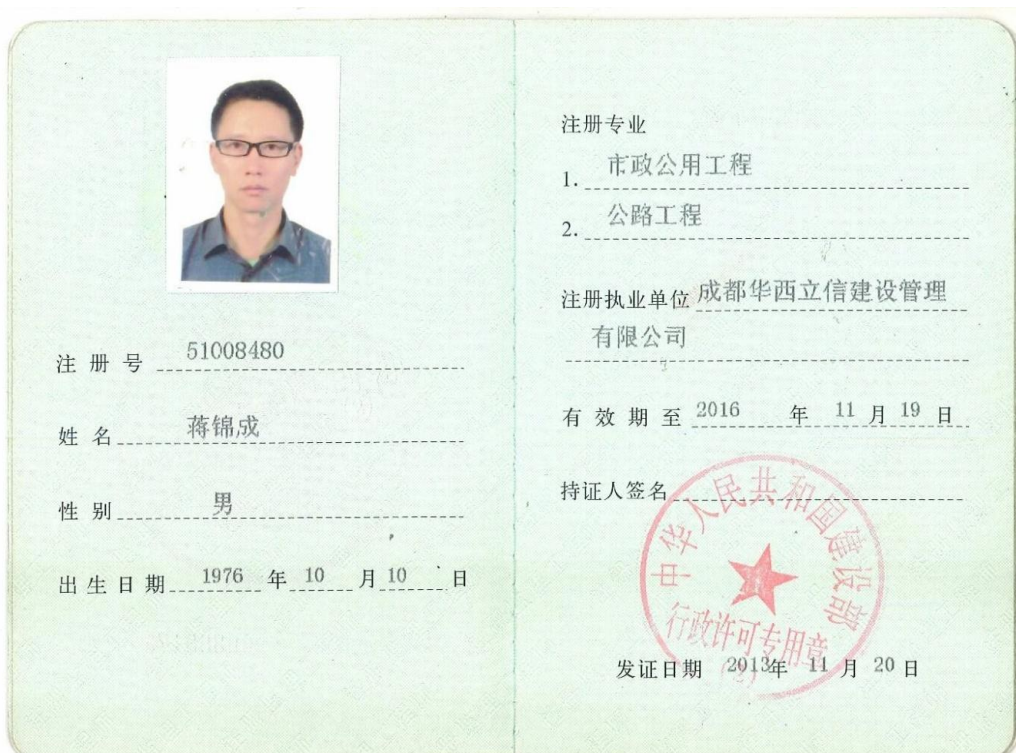 注册号 51008480
姓名 蒋锦成
性别 男
出生日期 1976 年 10 月 10 日
注册专业
1. 市政公用工程
2. 公路工程
注册执业单位 成都华西立信建设管理
有限公司
有效期至 2016 年 11 月 19 日
持证人签名
中华人民共和国建设部
行政许可专用章
发证日期 2013年 11 月 20 日